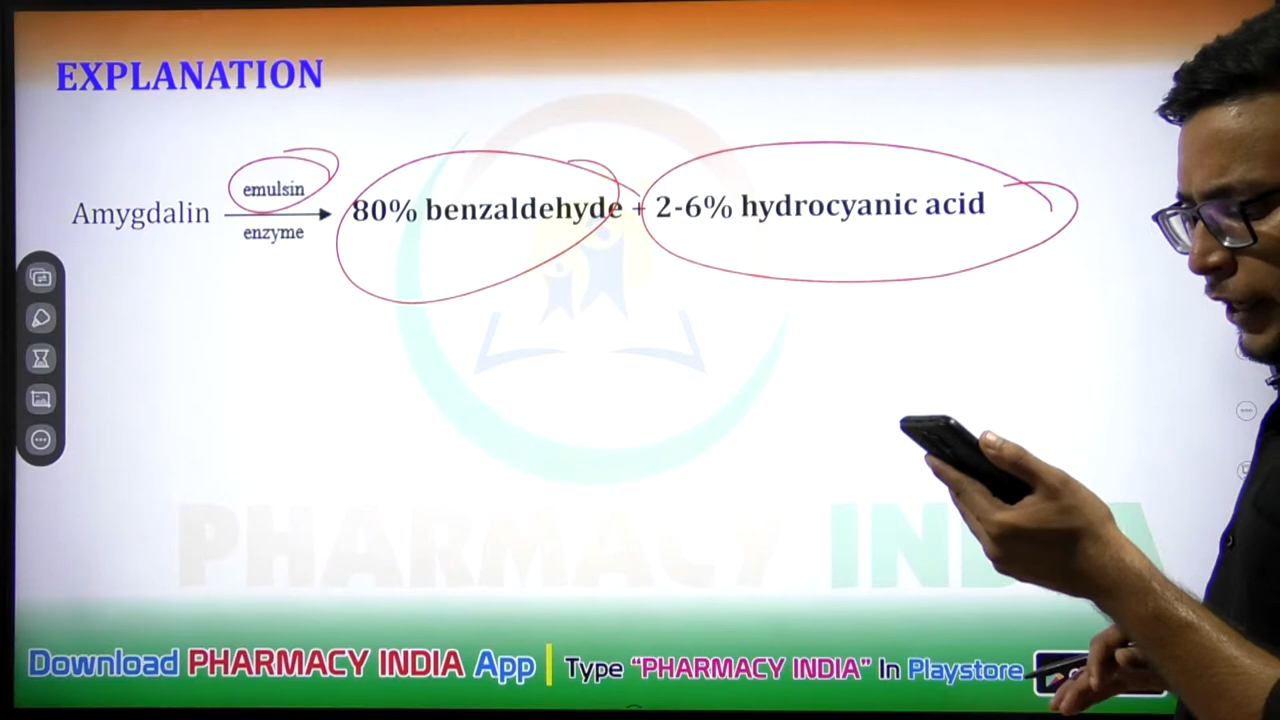 EXPLANATION
emulsin
Amygdalin 80% benzaldehyde + 2-6% hydrocyanic acid
enzyme
PHARMACY INDIA
Download PHARMACY INDIA App | Type “PHARMACY INDIA” In Playstore